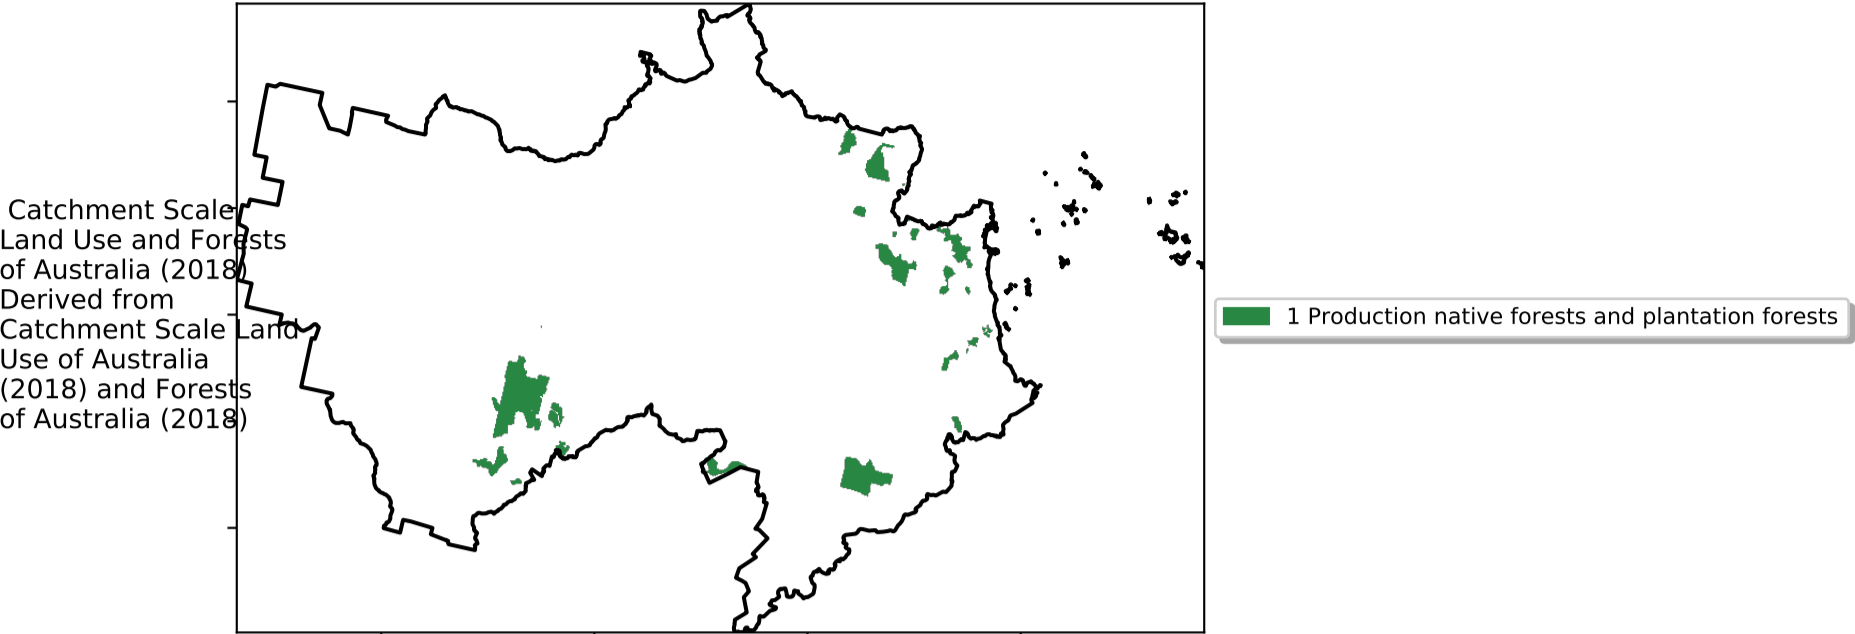 Catchment Scale
Land Use and Forests
of Australia (2018)
Derived from
Catchment Scale Land
Use of Australia
(2018) and Forests
of Australia (2018)
1 Production native forests and plantation forests